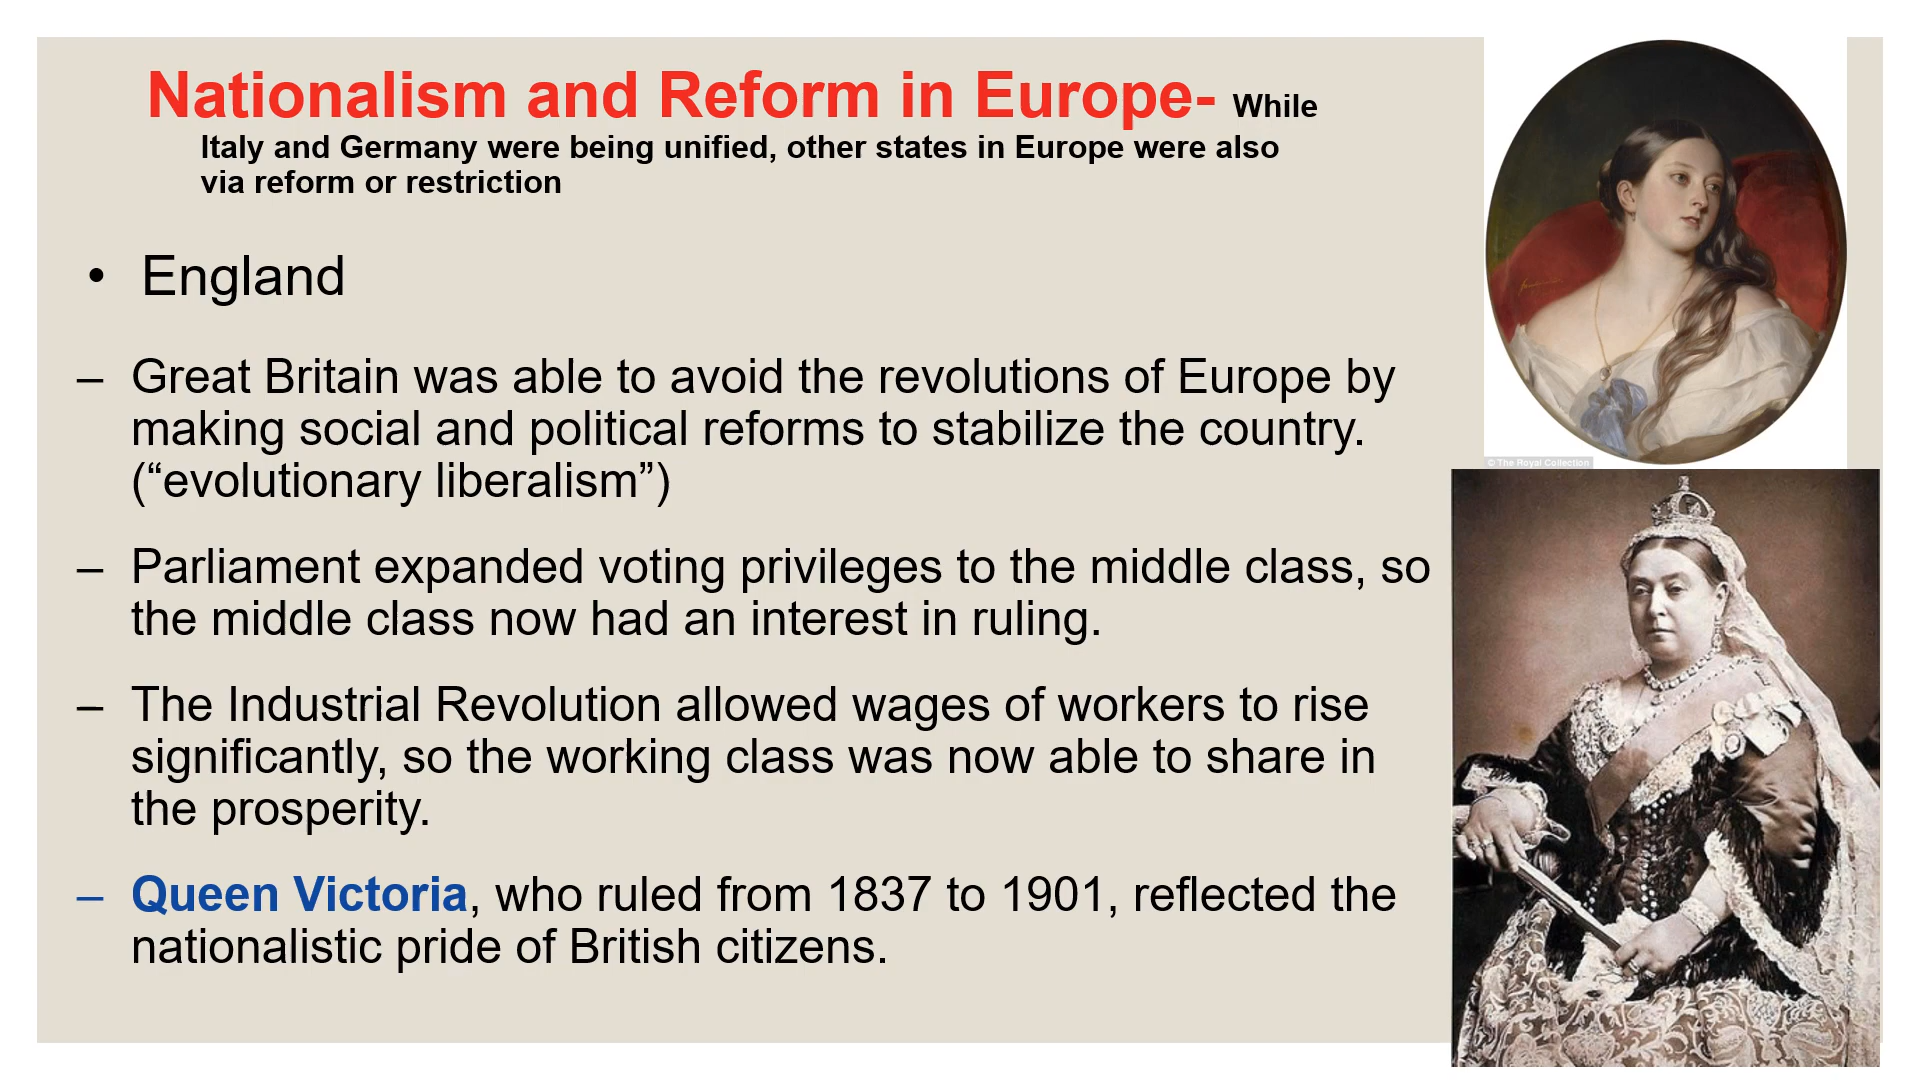 Nationalism and Reform in Europe- While
Italy and Germany were being unified, other states in Europe were also
via reform or restriction
• England
– Great Britain was able to avoid the revolutions of Europe by
making social and political reforms to stabilize the country.
(“evolutionary liberalism”)
– Parliament expanded voting privileges to the middle class, so
the middle class now had an interest in ruling.
– The Industrial Revolution allowed wages of workers to rise
significantly, so the working class was now able to share in
the prosperity.
– Queen Victoria, who ruled from 1837 to 1901, reflected the
nationalistic pride of British citizens.
© The Royal Collection